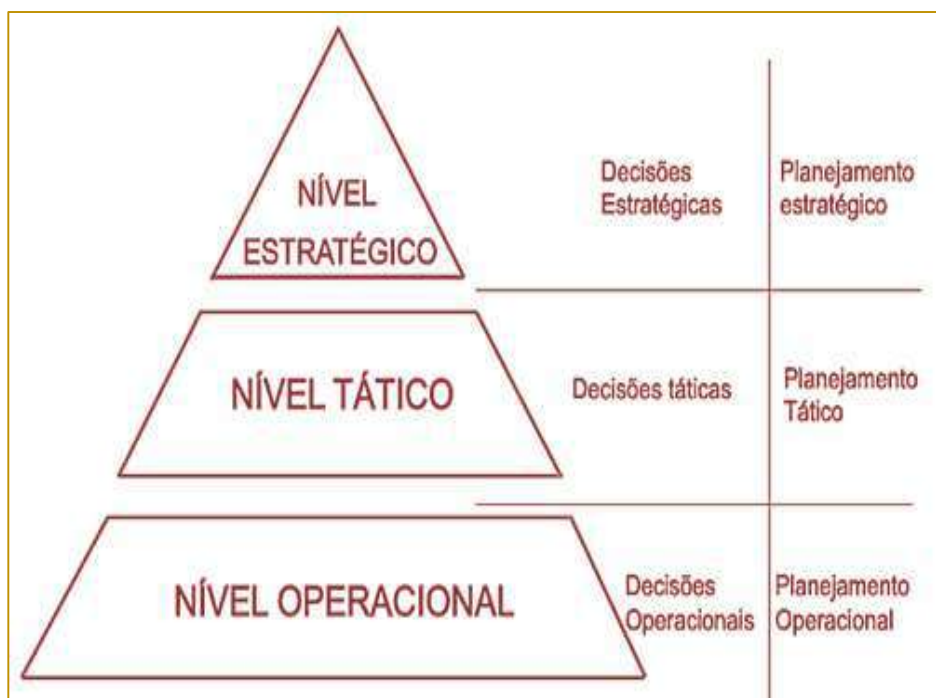 NÍVEL
ESTRATÉGICO
Decisões
Estratégicas
Planejamento
estratégico
NÍVEL TÁTICO
Decisões táticas
Planejamento
Tático
NÍVEL OPERACIONAL
Decisões
Operacionais
Planejamento
Operacional